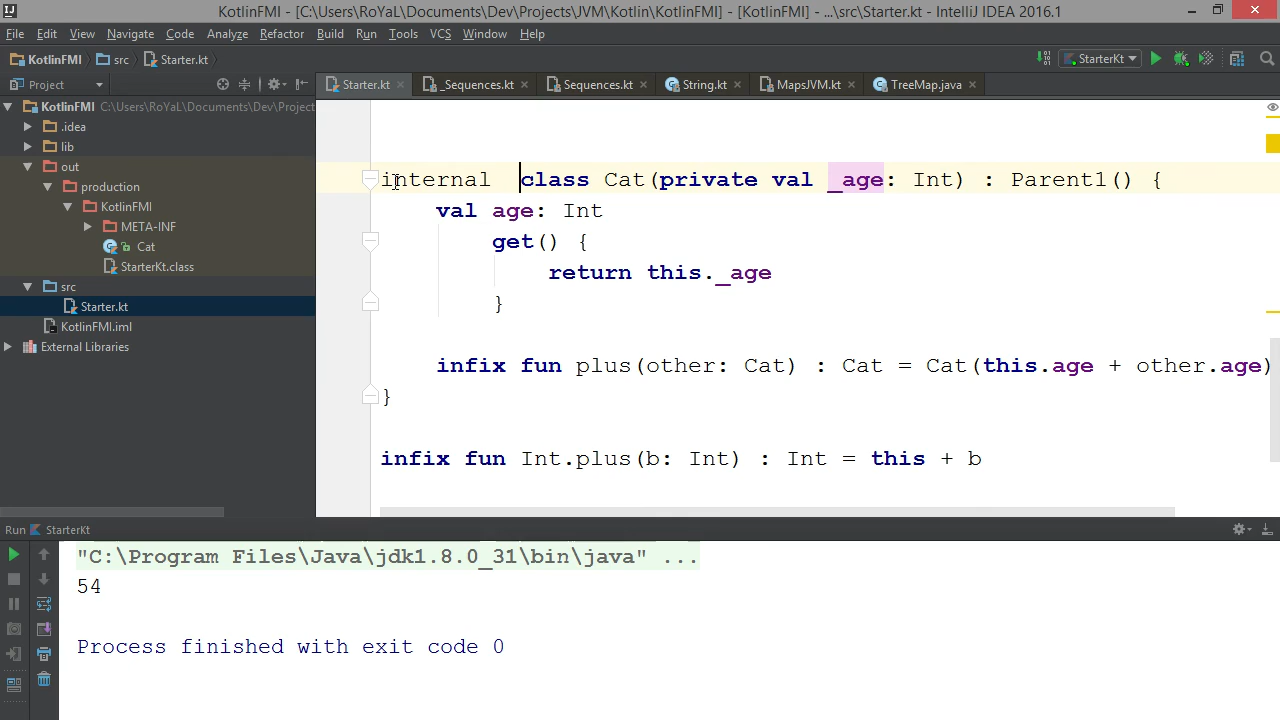 KotlinFMI - [C:\Users\RoYaL\Documents\Dev\Projects\JVM\Kotlin\KotlinFMI] - [KotlinFMI] - ...\src\Starter.kt - IntelliJ IDEA 2016.1
File Edit View Navigate Code Analyze Refactor Build Run Tools VCS Window Help
KotlinFMI src Starter.kt StarterKt
Project Starter.kt _Sequences.kt Sequences.kt String.kt MapsJVM.kt TreeMap.java
KotlinFMI C:\Users\RoYaL\Documents\Dev\Project
.idea
lib
out
production
KotlinFMI
META-INF
Cat
StarterKt.class
src
Starter.kt
KotlinFMI.iml
External Libraries
internal  class Cat(private val _age: Int) : Parent1() {
val age: Int
get() {
return this._age
}
infix fun plus(other: Cat) : Cat = Cat(this.age + other.age)
}
infix fun Int.plus(b: Int) : Int = this + b
Run StarterKt
"C:\Program Files\Java\jdk1.8.0_31\bin\java" ...
54
Process finished with exit code 0